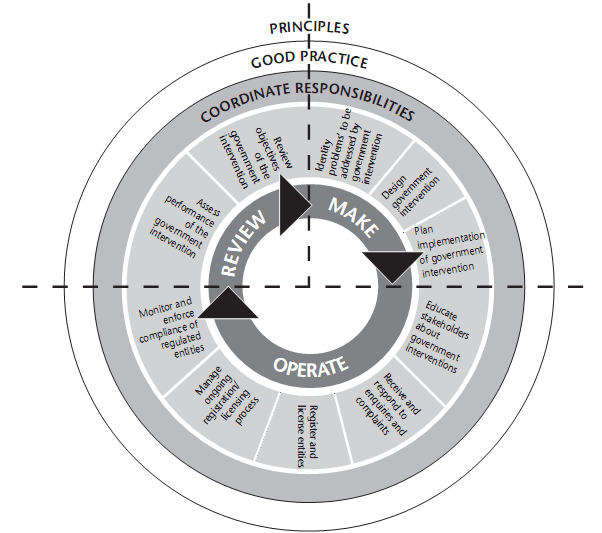 PRINCIPLES
GOOD PRACTICE
COORDINATE RESPONSIBILITIES
Identity
problems' to be
addressed by
government
intervention
Design
government
intervention
Plan
implementation
of government
intervention
Educate
stakeholders
about
government
interventions
Receive and
respond to
enquiries and
complaints
Register and
license entities
Manage
ongoing
registration/
licensing
process
Monitor and
enforce
compliance of
regulated
entities
Assess
performance
of the
government
intervention
Review
objectives
of the
government
intervention
MAKE
OPERATE
REVIEW